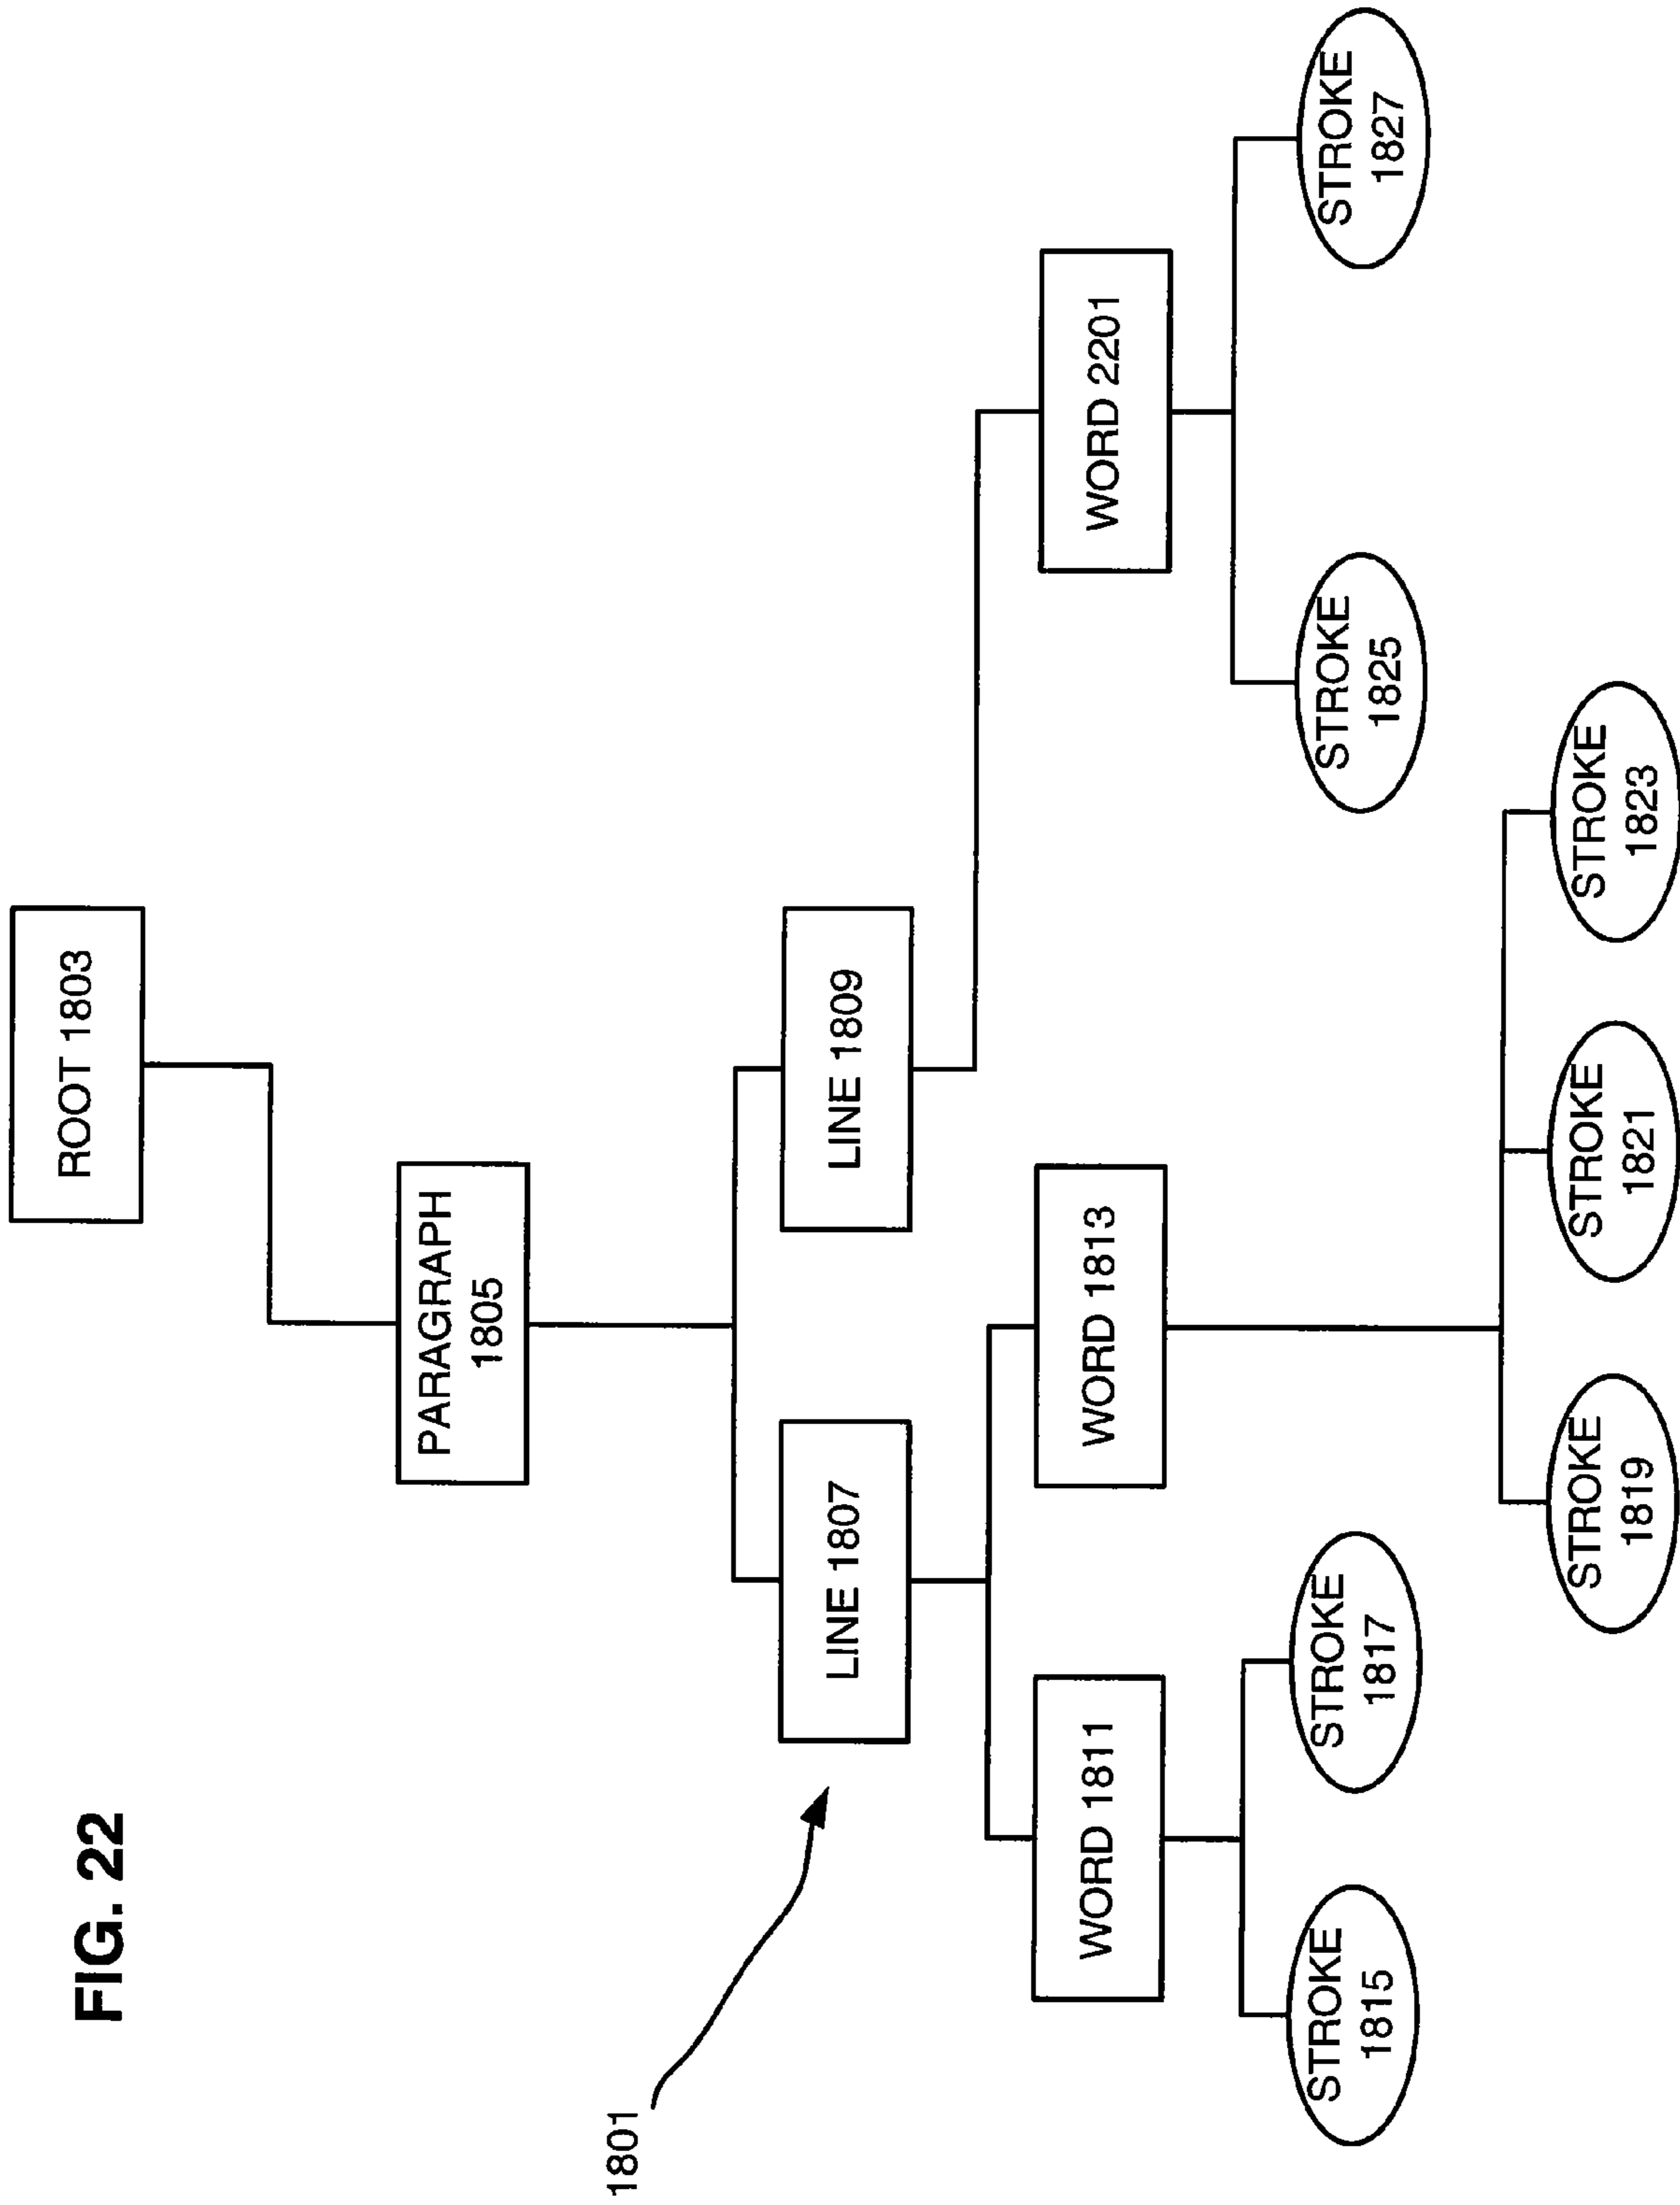 FIG. 22
ROOT 1803
PARAGRAPH
1805
1801
LINE 1807
LINE 1809
WORD 1811
WORD 1813
WORD 2201
STROKE
1815
STROKE
1817
STROKE
1825
STROKE
1827
STROKE
1819
STROKE
1821
STROKE
1823